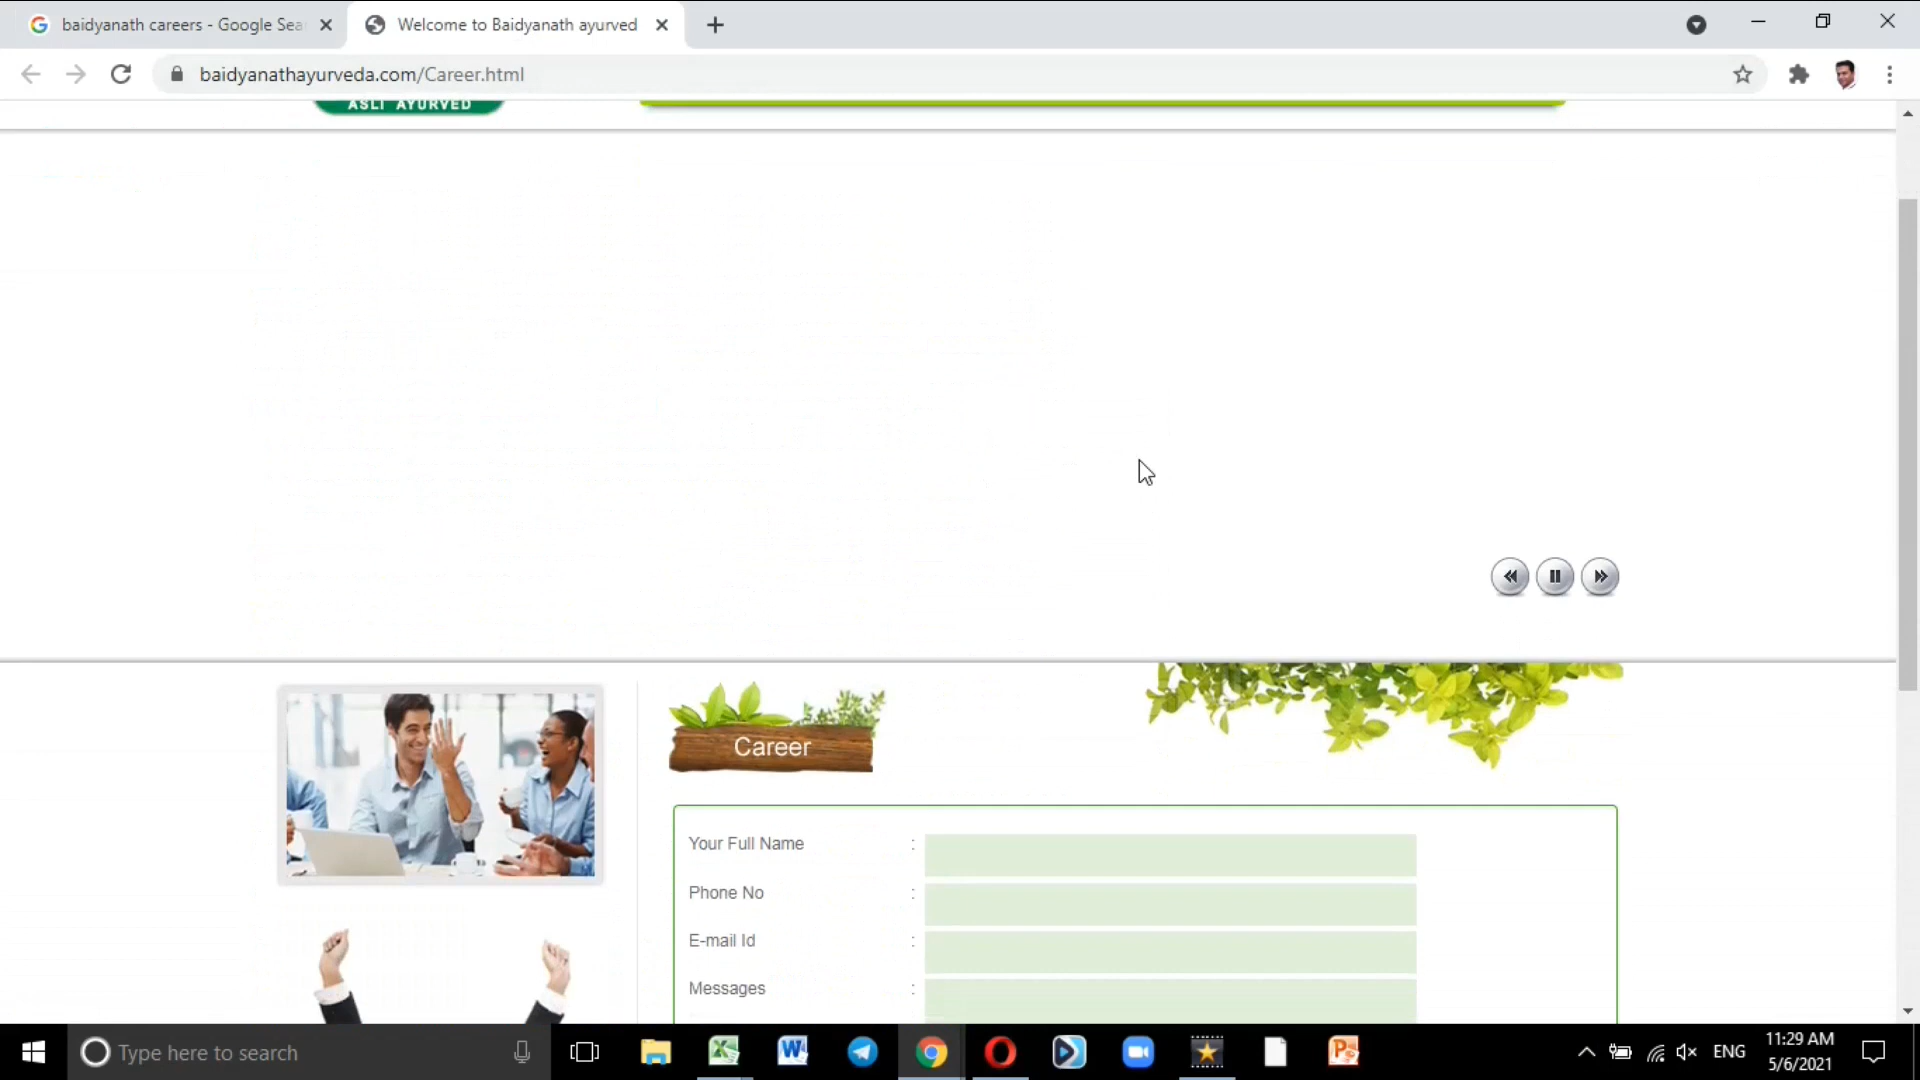 baidyanath careers - Google Sea
Welcome to Baidyanath ayurved
baidyanathayurveda.com/Career.html
ASLI AYURVED
Career
Your Full Name :
Phone No :
E-mail Id :
Messages :
Type here to search
ENG
11:29 AM
5/6/2021